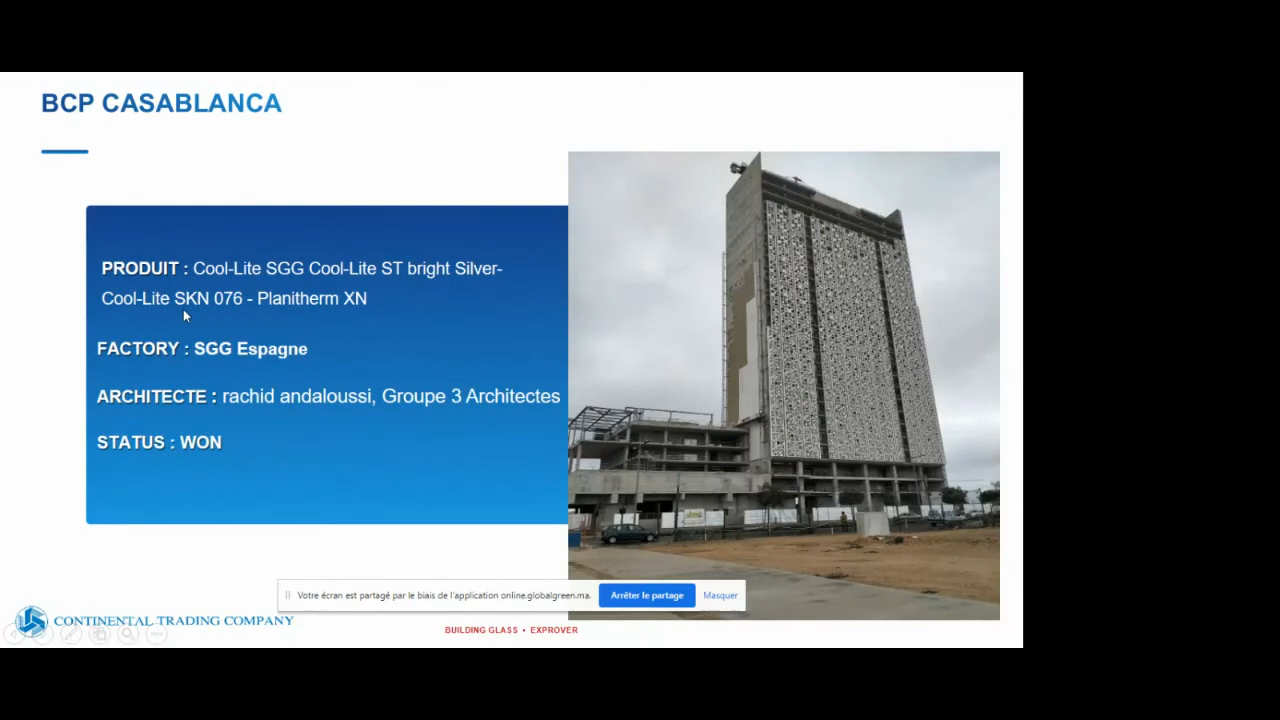 BCP CASABLANCA
PRODUIT : Cool-Lite SGG Cool-Lite ST bright Silver-
Cool-Lite SKN 076 - Planitherm XN
FACTORY : SGG Espagne
ARCHITECTE : rachid andaloussi, Groupe 3 Architectes
STATUS : WON
Votre écran est partagé par le biais de l'application online.globalgreen.ma.
Arrêter le partage
Masquer
CONTINENTAL TRADING COMPANY
BUILDING GLASS • EXPROVER